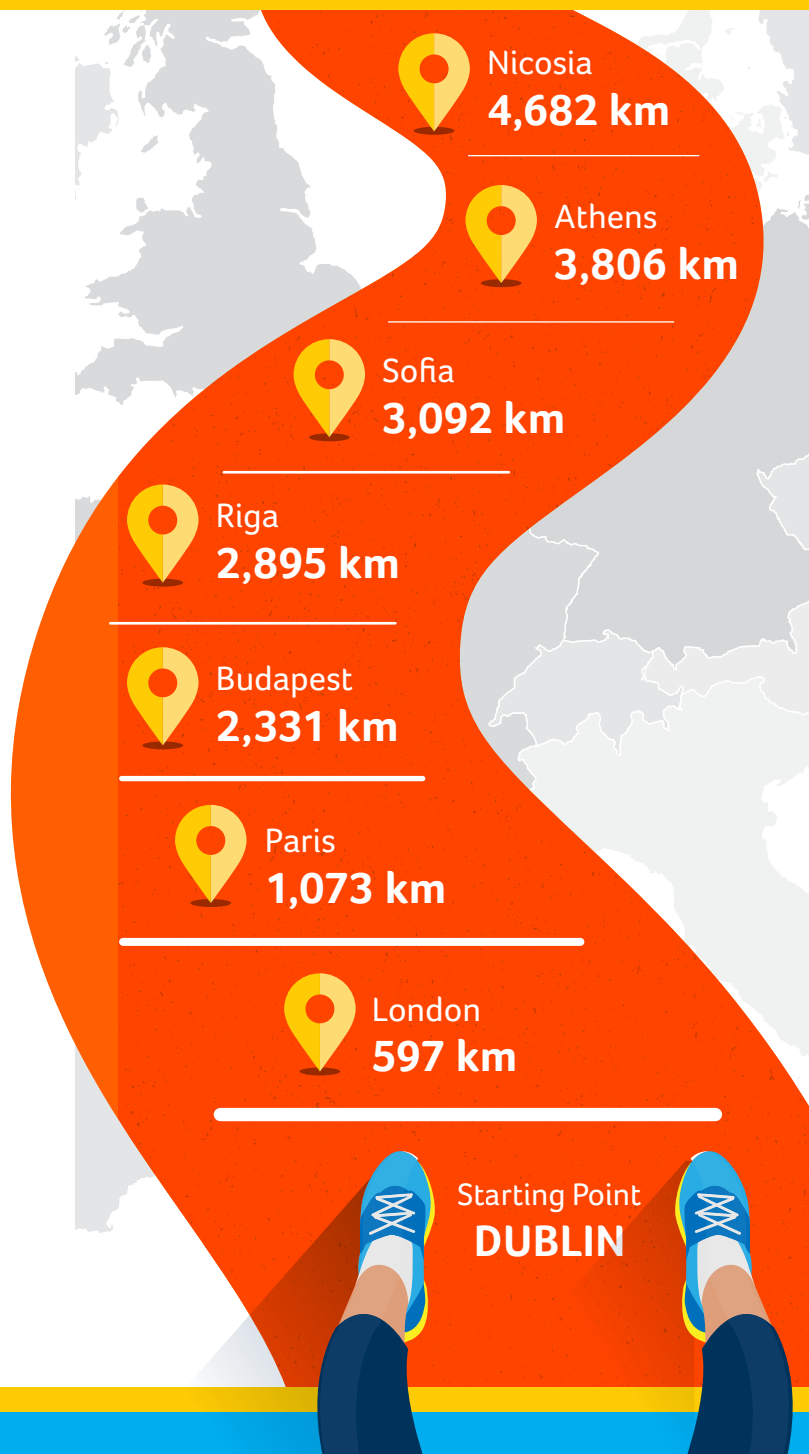 Nicosia
4,682 km
Athens
3,806 km
Sofia
3,092 km
Riga
2,895 km
Budapest
2,331 km
Paris
1,073 km
London
597 km
Starting Point
DUBLIN